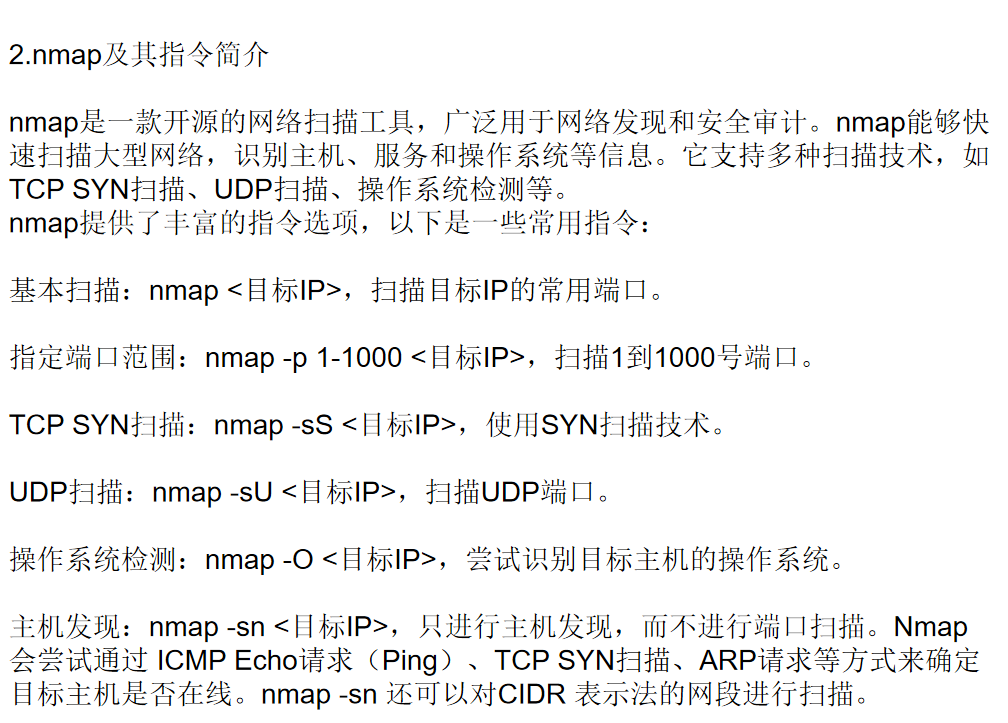 2.nmap及其指令简介
nmap是一款开源的网络扫描工具，广泛用于网络发现和安全审计。nmap能够快
速扫描大型网络，识别主机、服务和操作系统等信息。它支持多种扫描技术，如
TCP SYN扫描、UDP扫描、操作系统检测等。
nmap提供了丰富的指令选项，以下是一些常用指令：
基本扫描：nmap <目标IP>，扫描目标IP的常用端口。
指定端口范围：nmap -p 1-1000 <目标IP>，扫描1到1000号端口。
TCP SYN扫描：nmap -sS <目标IP>，使用SYN扫描技术。
UDP扫描：nmap -sU <目标IP>，扫描UDP端口。
操作系统检测：nmap -O <目标IP>，尝试识别目标主机的操作系统。
主机发现：nmap -sn <目标IP>，只进行主机发现，而不进行端口扫描。Nmap
会尝试通过 ICMP Echo请求（Ping）、TCP SYN扫描、ARP请求等方式来确定
目标主机是否在线。nmap -sn 还可以对CIDR 表示法的网段进行扫描。